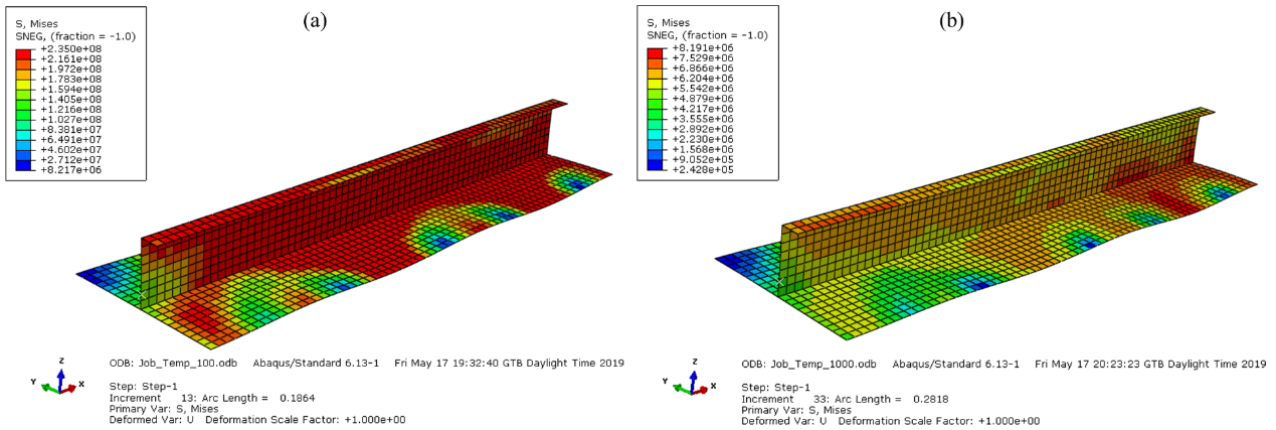 (a)
S, Mises
SNEG, (fraction = -1.0)
+2.350e+08
+2.161e+08
+1.972e+08
+1.783e+08
+1.594e+08
+1.405e+08
+1.216e+08
+1.027e+08
+8.381e+07
+6.491e+07
+4.602e+07
+2.712e+07
+8.217e+06
Z
Y
X
ODB: Job_Temp_100.odb Abaqus/Standard 6.13-1 Fri May 17 19:32:40 GTB Daylight Time 2019
Step: Step-1
Increment 13: Arc Length = 0.1864
Primary Var: S, Mises
Deformed Var: U Deformation Scale Factor: +1.000e+00
(b)
S, Mises
SNEG, (fraction = -1.0)
+8.191e+06
+7.529e+06
+6.866e+06
+6.204e+06
+5.542e+06
+4.879e+06
+4.217e+06
+3.555e+06
+2.892e+06
+2.230e+06
+1.568e+06
+9.052e+05
+2.428e+05
Z
Y
X
ODB: Job_Temp_1000.odb Abaqus/Standard 6.13-1 Fri May 17 20:23:23 GTB Daylight Time 2019
Step: Step-1
Increment 33: Arc Length = 0.2818
Primary Var: S, Mises
Deformed Var: U Deformation Scale Factor: +1.000e+00